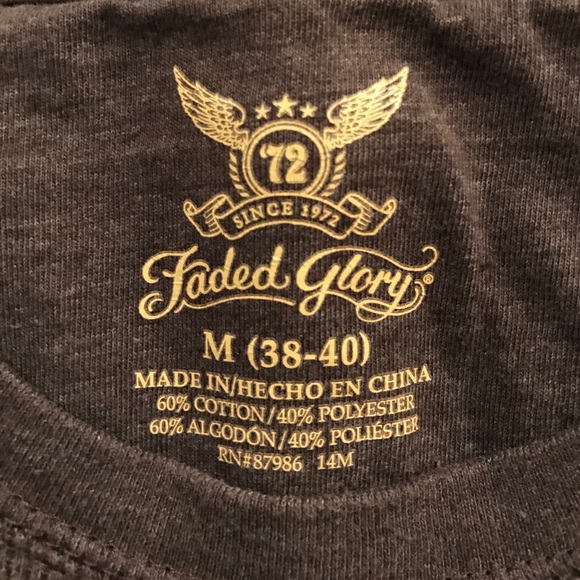 '72
SINCE 1972
Faded Glory®
M (38-40)
MADE IN/HECHO EN CHINA
60% COTTON/40% POLYESTER
60% ALGODÓN/40% POLIÉSTER
RN#87986 14M